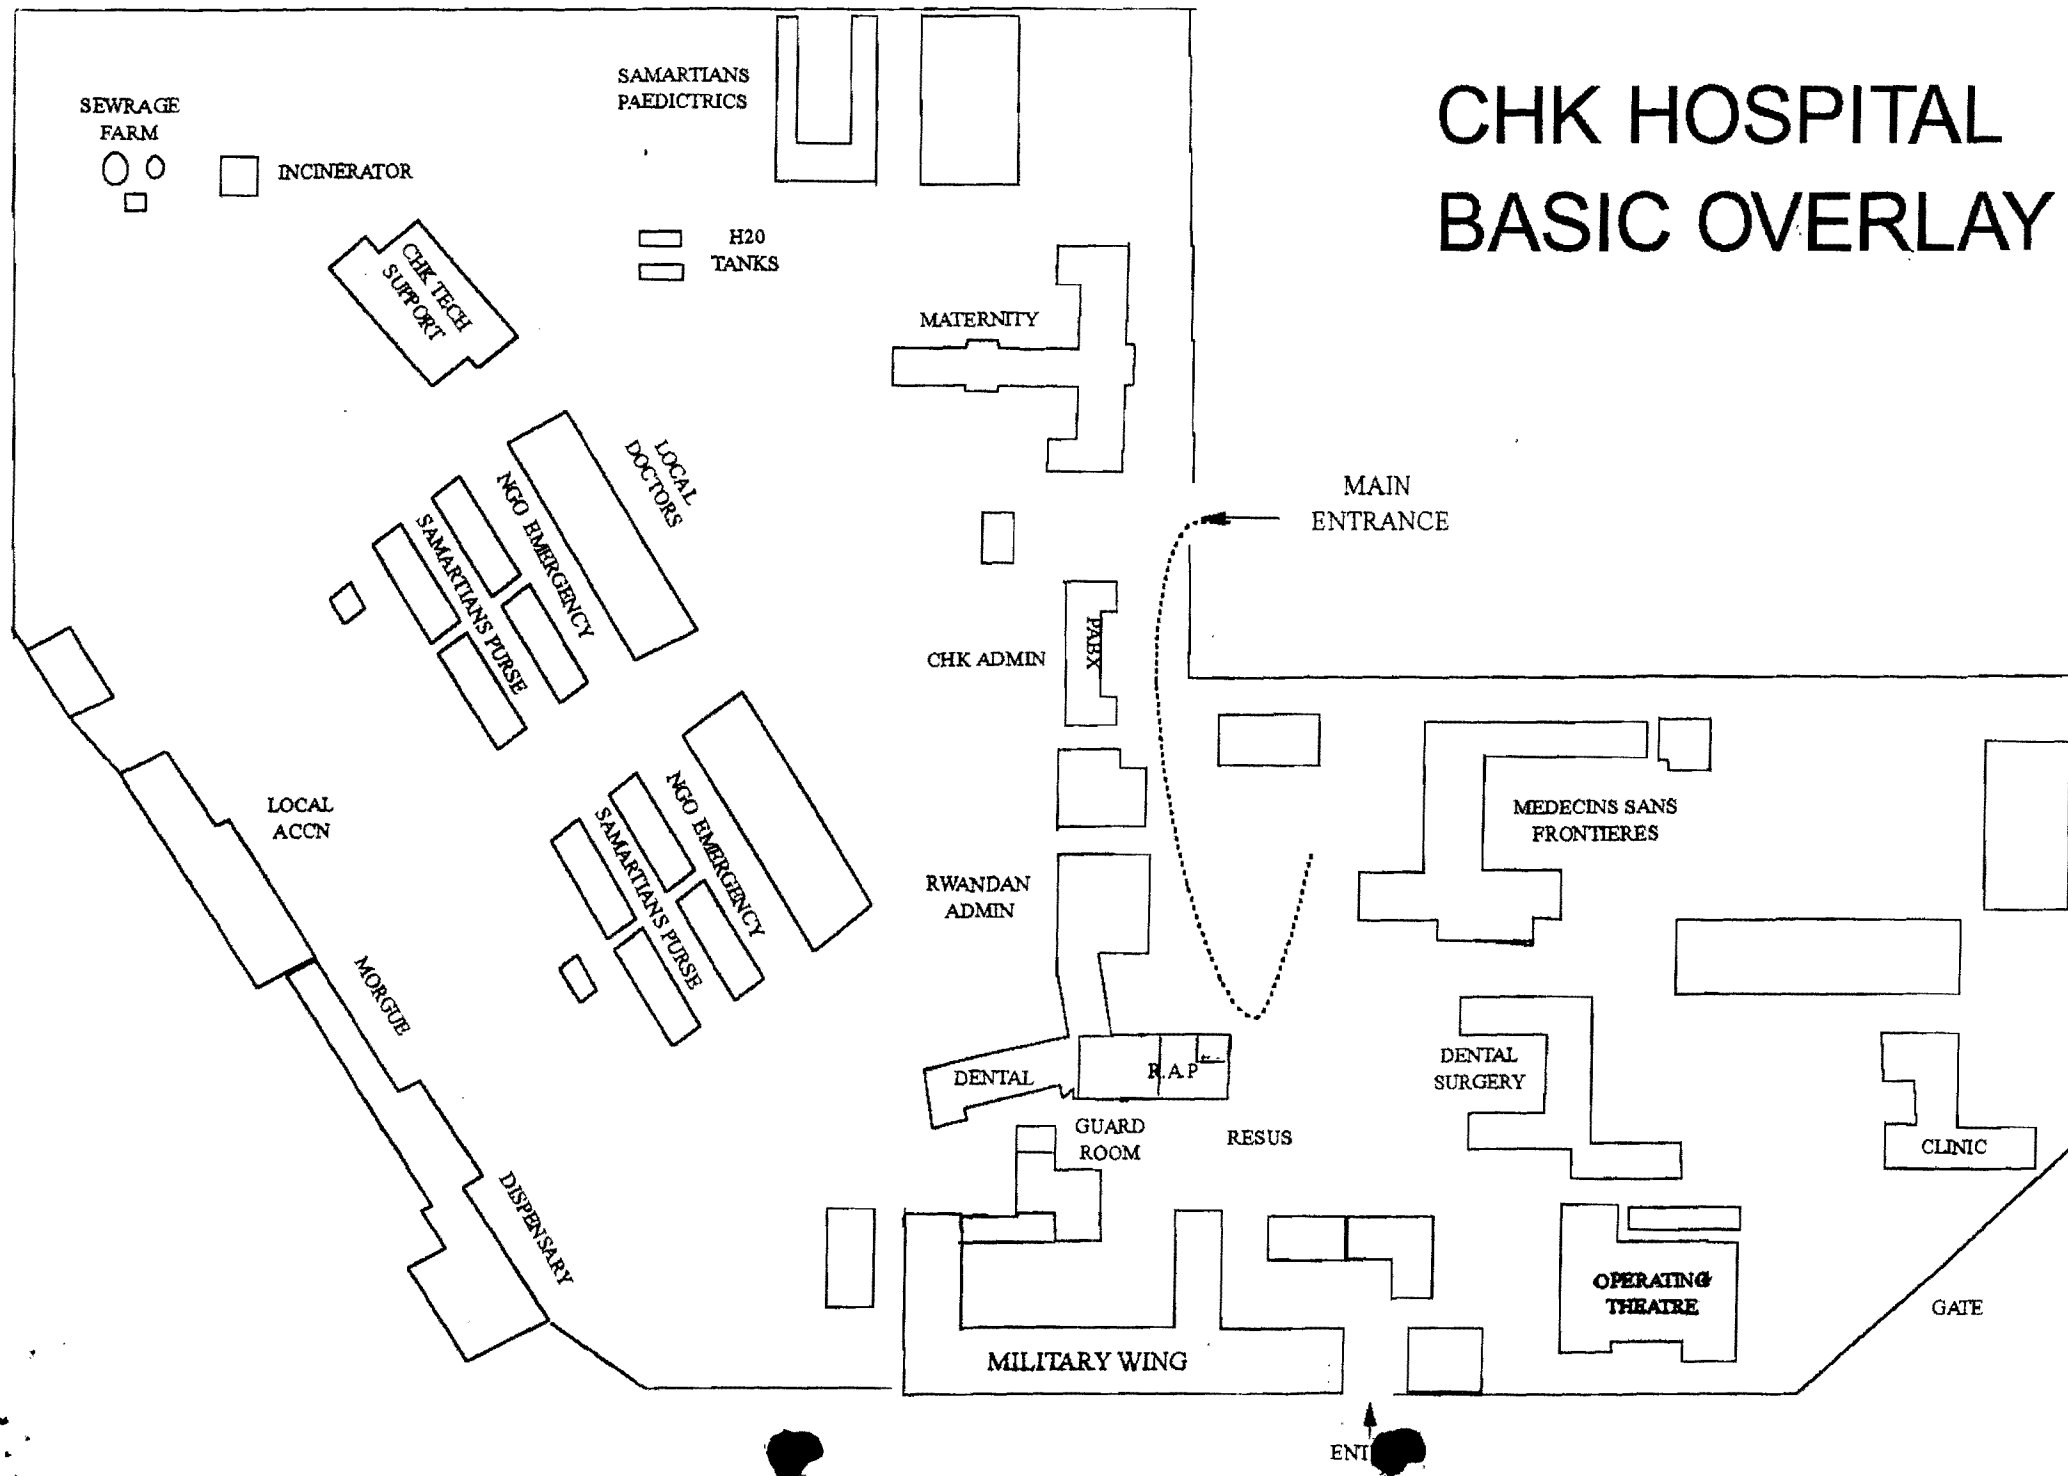 CHK HOSPITAL
BASIC OVERLAY
SAMARTIANS
PAEDICTRICS
SEWRAGE
FARM
INCINERATOR
H20
TANKS
CHK TECH
SUPPORT
MATERNITY
LOCAL
DOCTORS
NGO EMERGENCY
SAMARTIANS PURSE
MAIN
ENTRANCE
CHK ADMIN
PABX
LOCAL
ACCN
NGO EMERGENCY
SAMARTIANS PURSE
MEDECINS SANS
FRONTIERES
RWANDAN
ADMIN
MORGUE
DENTAL
R.A.P
DENTAL
SURGERY
GUARD
ROOM
RESUS
CLINIC
DISPENSARY
OPERATING
THEATRE
GATE
MILITARY WING